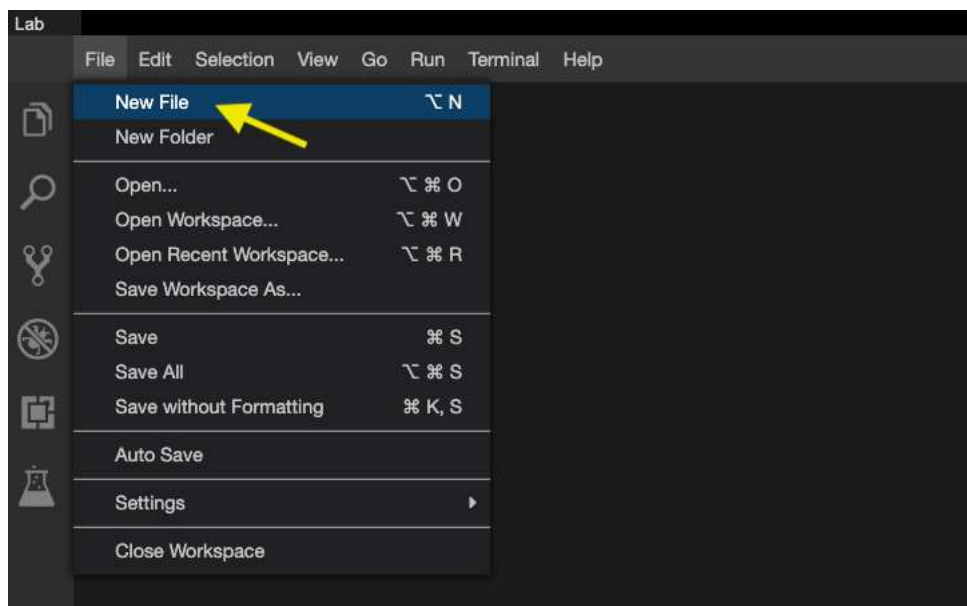 Lab
File Edit Selection View Go Run Terminal Help
New File ⌥ N
New Folder
Open... ⌥ ⌘ O
Open Workspace... ⌥ ⌘ W
Open Recent Workspace... ⌥ ⌘ R
Save Workspace As...
Save ⌘ S
Save All ⌥ ⌘ S
Save without Formatting ⌘ K, S
Auto Save
Settings
Close Workspace